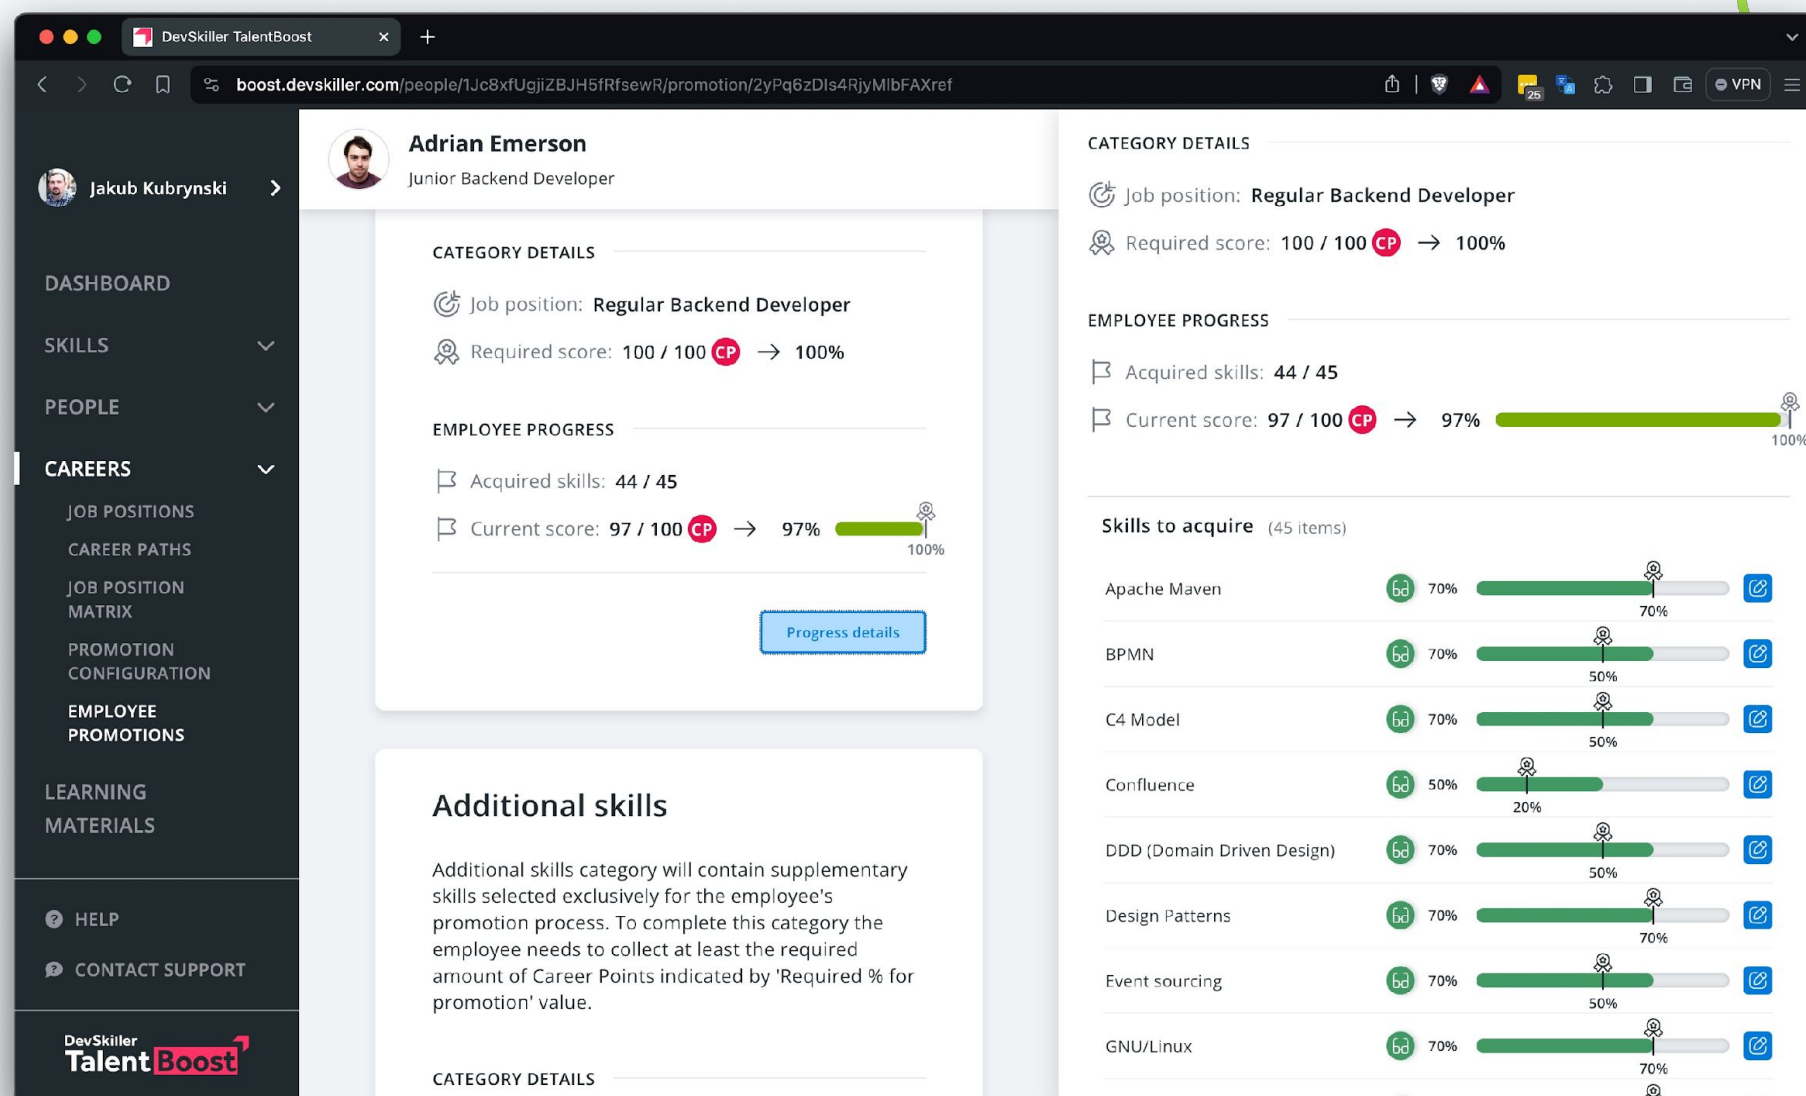 DevSkiller TalentBoost
boost.devskiller.com/people/1Jc8xfUgjiZBJH5fRfsewR/promotion/2yPq6zDIs4RjyMlbFAXref
25
VPN
Jakub Kubrynski
DASHBOARD
SKILLS
PEOPLE
CAREERS
JOB POSITIONS
CAREER PATHS
JOB POSITION
MATRIX
PROMOTION
CONFIGURATION
EMPLOYEE
PROMOTIONS
LEARNING
MATERIALS
HELP
CONTACT SUPPORT
DevSkiller
TalentBoost
Adrian Emerson
Junior Backend Developer
CATEGORY DETAILS
Job position: Regular Backend Developer
Required score: 100 / 100 CP → 100%
EMPLOYEE PROGRESS
Acquired skills: 44 / 45
Current score: 97 / 100 CP → 97%
100%
Progress details
Additional skills
Additional skills category will contain supplementary
skills selected exclusively for the employee's
promotion process. To complete this category the
employee needs to collect at least the required
amount of Career Points indicated by 'Required % for
promotion' value.
CATEGORY DETAILS
CATEGORY DETAILS
Job position: Regular Backend Developer
Required score: 100 / 100 CP → 100%
EMPLOYEE PROGRESS
Acquired skills: 44 / 45
Current score: 97 / 100 CP → 97%
100%
Skills to acquire (45 items)
Apache Maven 70%
70%
BPMN 70%
50%
C4 Model 70%
50%
Confluence 50%
20%
DDD (Domain Driven Design) 70%
50%
Design Patterns 70%
70%
Event sourcing 70%
50%
GNU/Linux 70%
70%